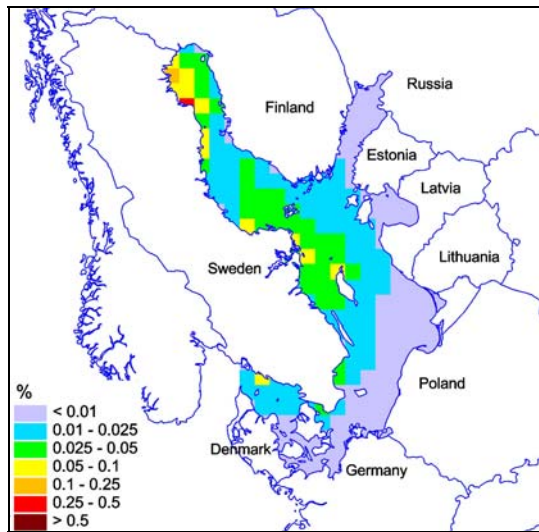 Russia
Finland
Estonia
Latvia
Lithuania
Sweden
Poland
Denmark
Germany
%
< 0.01
0.01 - 0.025
0.025 - 0.05
0.05 - 0.1
0.1 - 0.25
0.25 - 0.5
> 0.5